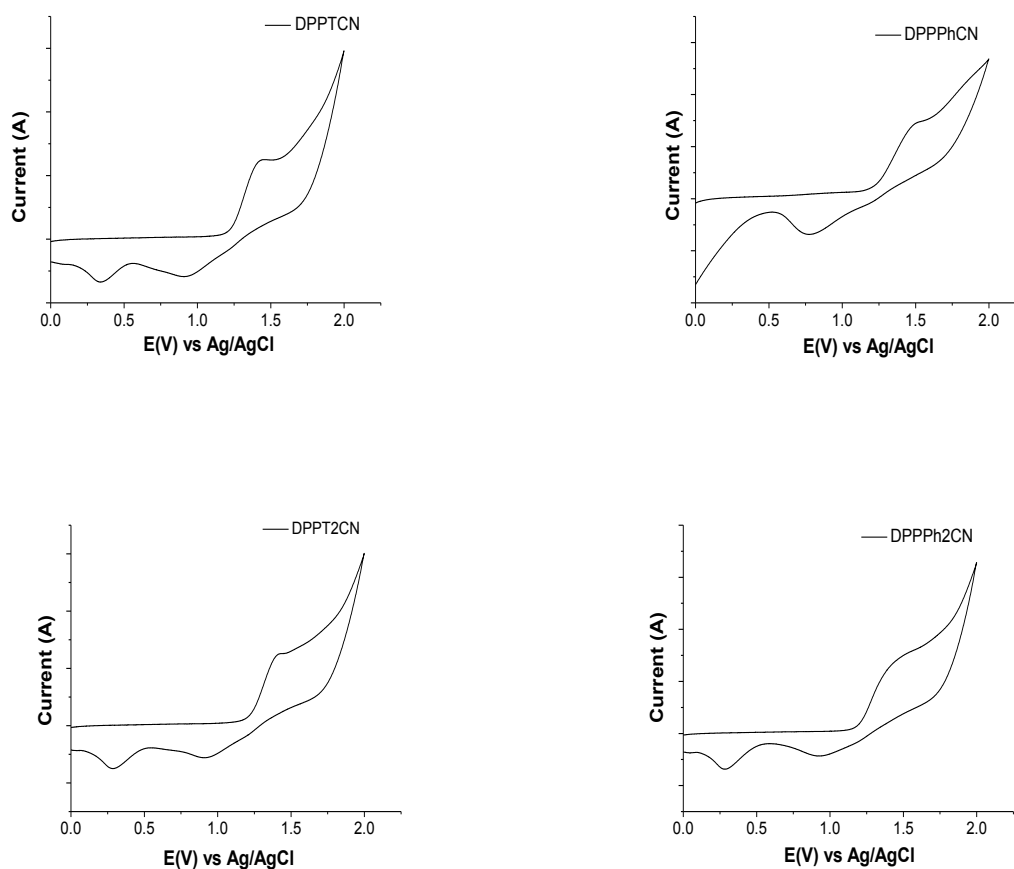 DPPTCN
Current (A)
0.0 0.5 1.0 1.5 2.0
E(V) vs Ag/AgCl
DPPPhCN
Current (A)
0.0 0.5 1.0 1.5 2.0
E(V) vs Ag/AgCl
DPPT2CN
Current (A)
0.0 0.5 1.0 1.5 2.0
E(V) vs Ag/AgCl
DPPPh2CN
Current (A)
0.0 0.5 1.0 1.5 2.0
E(V) vs Ag/AgCl